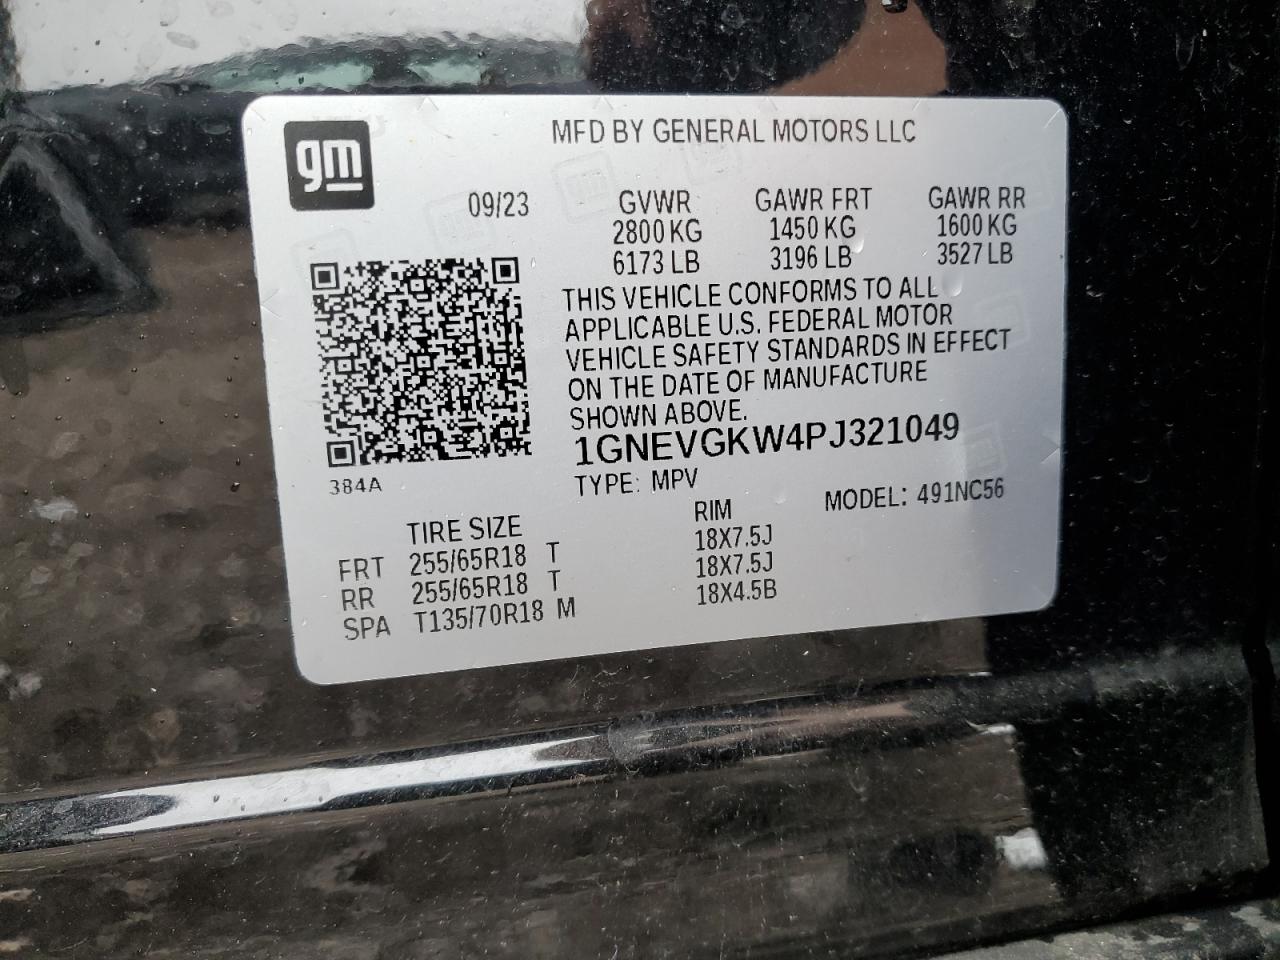 gm
MFD BY GENERAL MOTORS LLC
09/23 GVWR GAWR FRT GAWR RR
2800 KG 1450 KG 1600 KG
6173 LB 3196 LB 3527 LB
THIS VEHICLE CONFORMS TO ALL
APPLICABLE U.S. FEDERAL MOTOR
VEHICLE SAFETY STANDARDS IN EFFECT
ON THE DATE OF MANUFACTURE
SHOWN ABOVE.
1GNEVGKW4PJ321049
384A TYPE: MPV MODEL: 491NC56
TIRE SIZE RIM
FRT 255/65R18 T 18X7.5J
RR 255/65R18 T 18X7.5J
SPA T135/70R18 M 18X4.5B